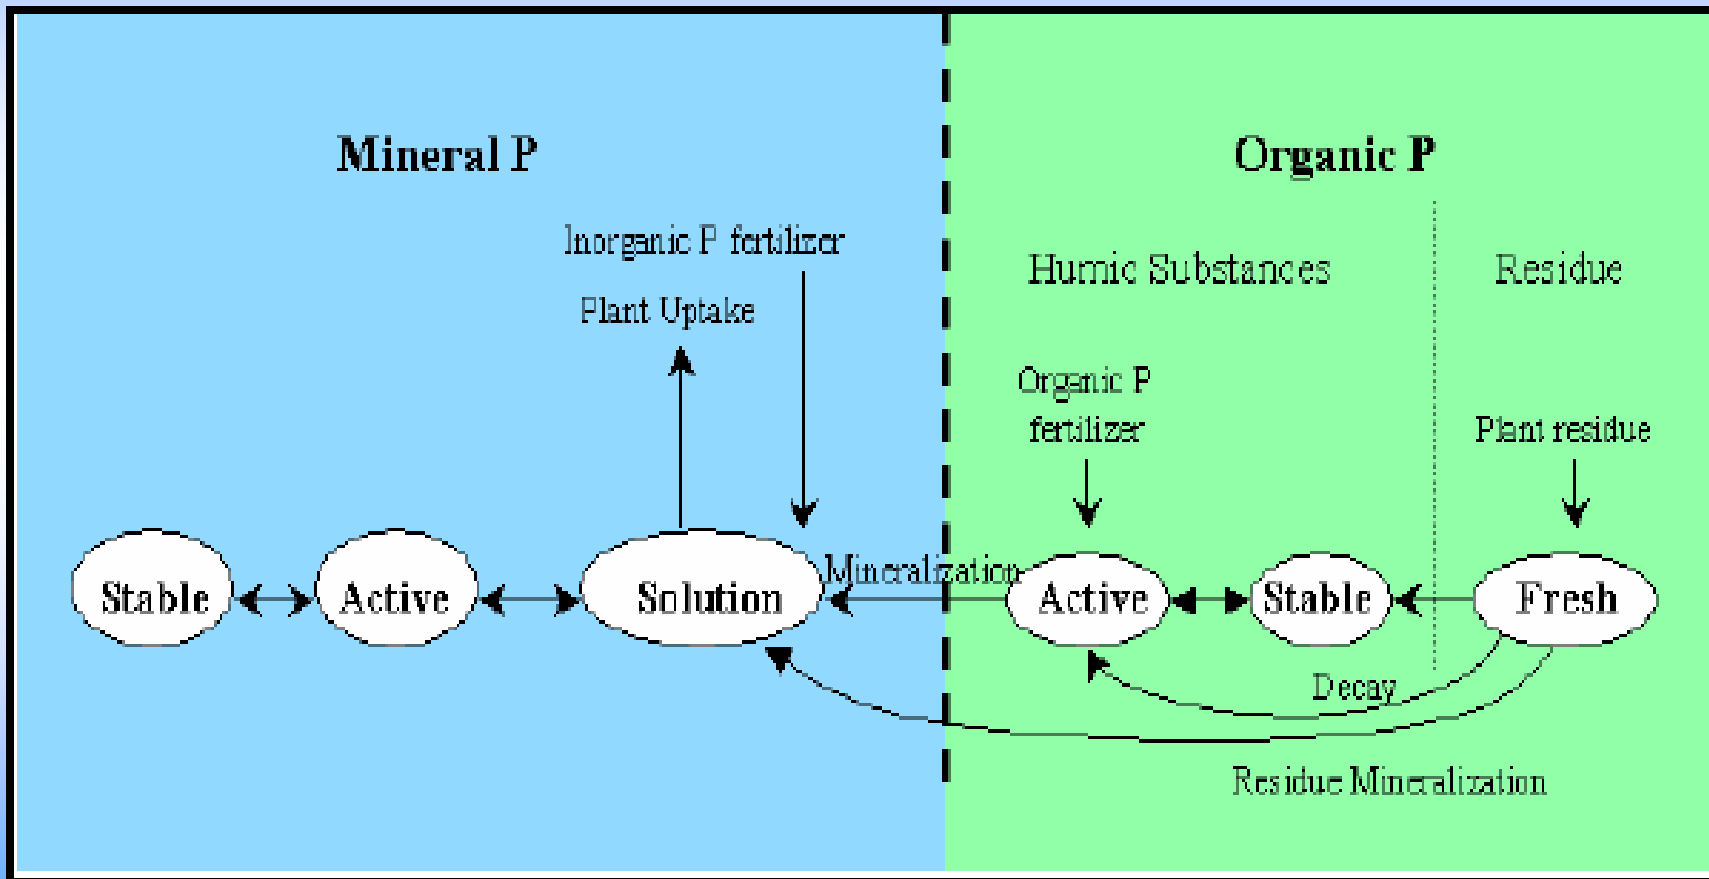 Mineral P
Organic P
Inorganic P fertilizer
Plant Uptake
Humic Substances
Residue
Organic P
fertilizer
Plant residue
Stable
Active
Solution
Mineralization
Active
Stable
Fresh
Decay
Residue Mineralization